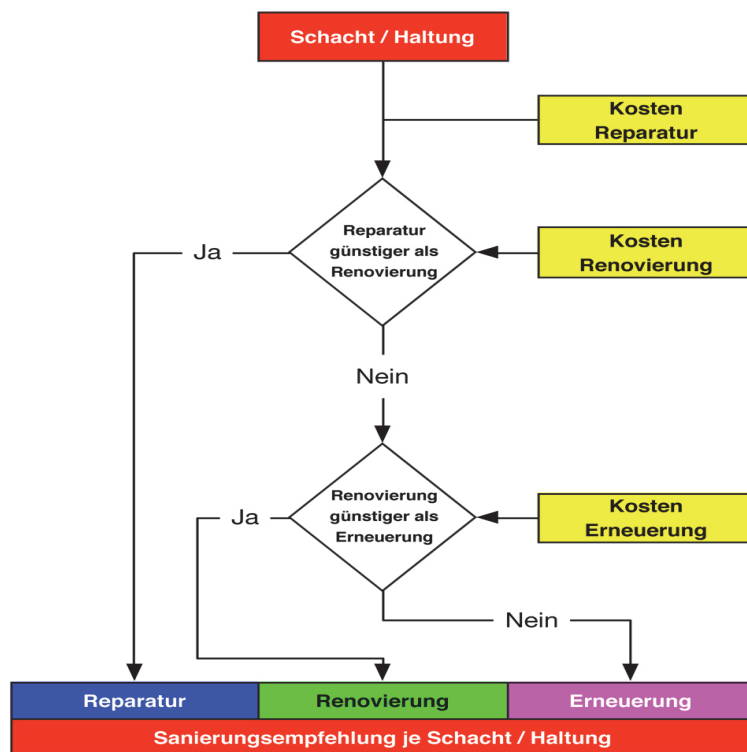 Schacht / Haltung
Kosten
Reparatur
Reparatur
günstiger als
Renovierung
Kosten
Renovierung
Ja
Nein
Renovierung
günstiger als
Erneuerung
Kosten
Erneuerung
Ja
Nein
Reparatur
Renovierung
Erneuerung
Sanierungsempfehlung je Schacht / Haltung